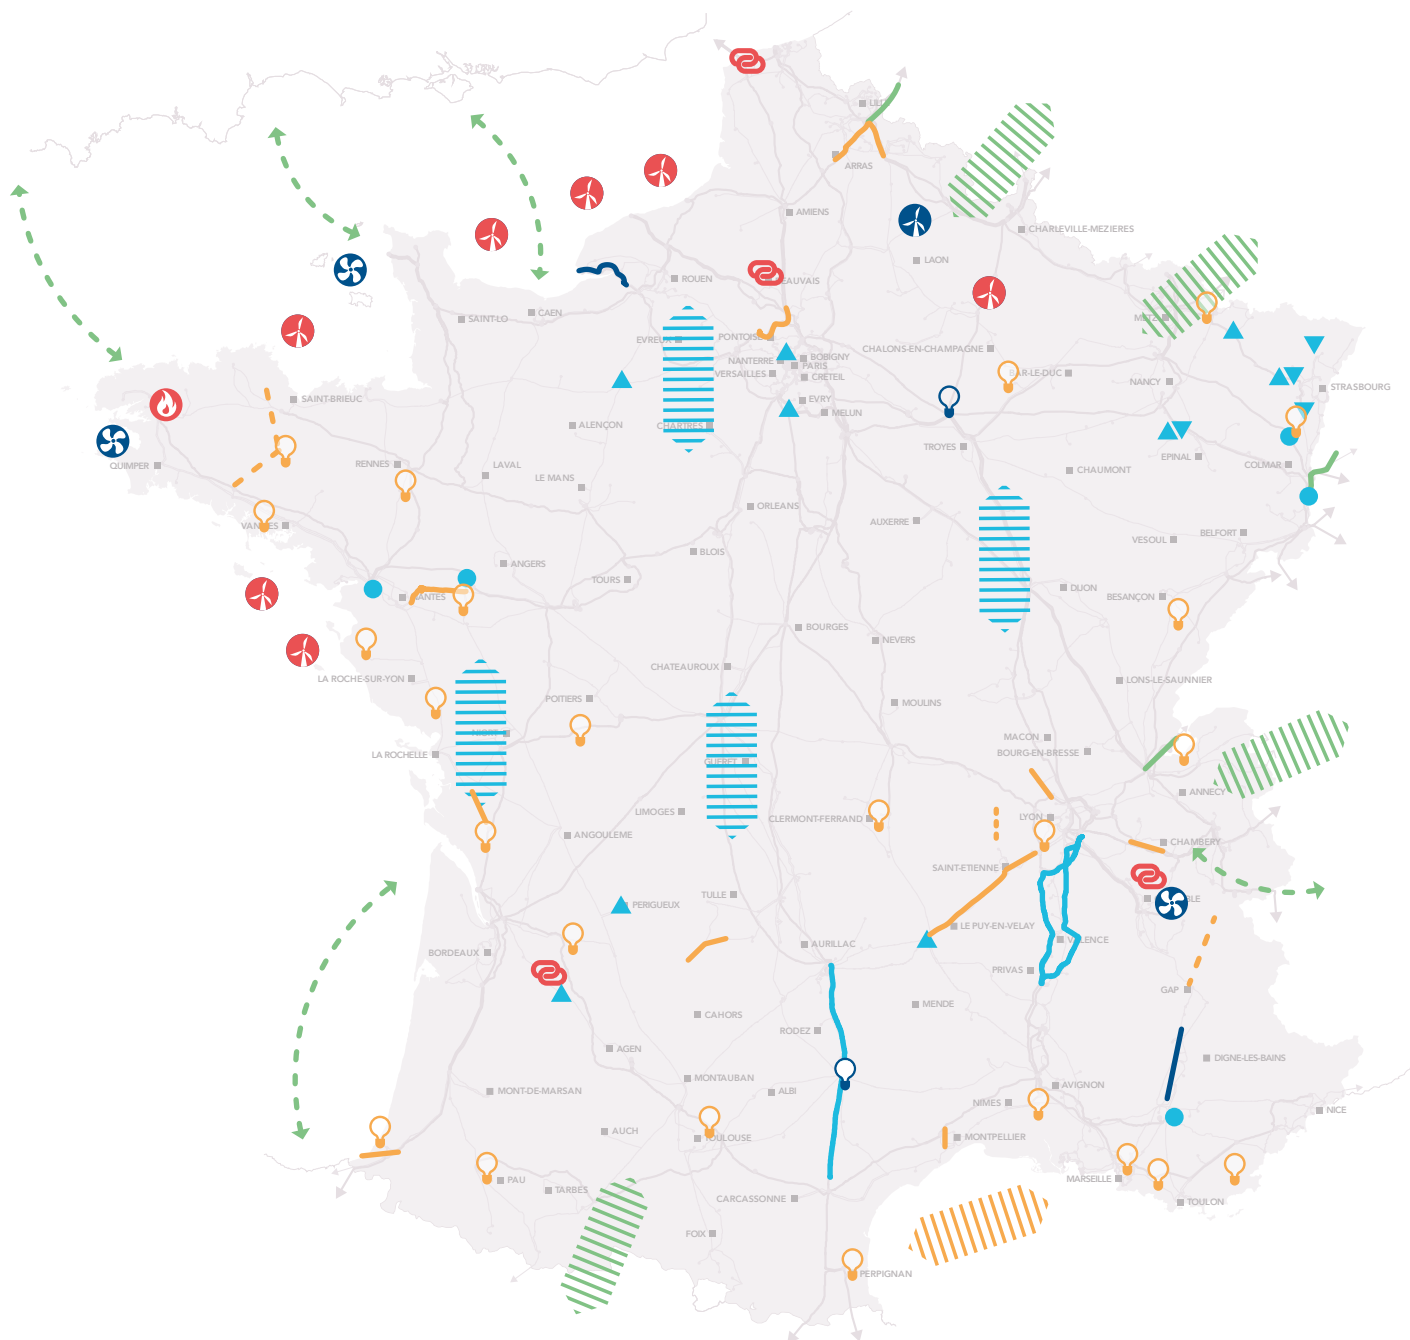 ARRAS
AMIENS
CHARLEVILLE-MEZIERES
LAON
ROUEN
CAEN
SAINT-LO
EVREUX
PONTOISE
METZ
CHALONS-EN-CHAMPAGNE
BOBIGNY
NANTERRE
PARIS
VERSAILLES
CRÉTEIL
BAR-LE-DUC
NANCY
STRASBOURG
SAINT-BRIEUC
EVRY
MELUN
ALENÇON
CHARTRES
TROYES
EPINAL
QUIMPER
RENNES
LAVAL
COLMAR
CHAUMONT
LE MANS
ORLEANS
AUXERRE
VANNES
BELFORT
VESOUL
BLOIS
ANGERS
TOURS
DIJON
NANTES
BESANÇON
BOURGES
NEVERS
CHATEAUROUX
LA ROCHE-SUR-YON
LONS-LE-SAUNNIER
POITIERS
MOULINS
NIORT
MACON
LA ROCHELLE
BOURG-EN-BRESSE
GUERET
ANNECY
LIMOGES
CLERMONT-FERRAND
LYON
ANGOULEME
CHAMBERY
SAINT-ETIENNE
TULLE
PERIGUEUX
LE PUY-EN-VELAY
VALENCE
AURILLAC
BORDEAUX
PRIVAS
GAP
MENDE
CAHORS
RODEZ
AGEN
DIGNE-LES-BAINS
MONTAUBAN
AVIGNON
MONT-DE-MARSAN
ALBI
NIMES
NICE
AUCH
TOULOUSE
MONTPELLIER
MARSEILLE
PAU
TARBES
CARCASSONNE
TOULON
FOIX
PERPIGNAN